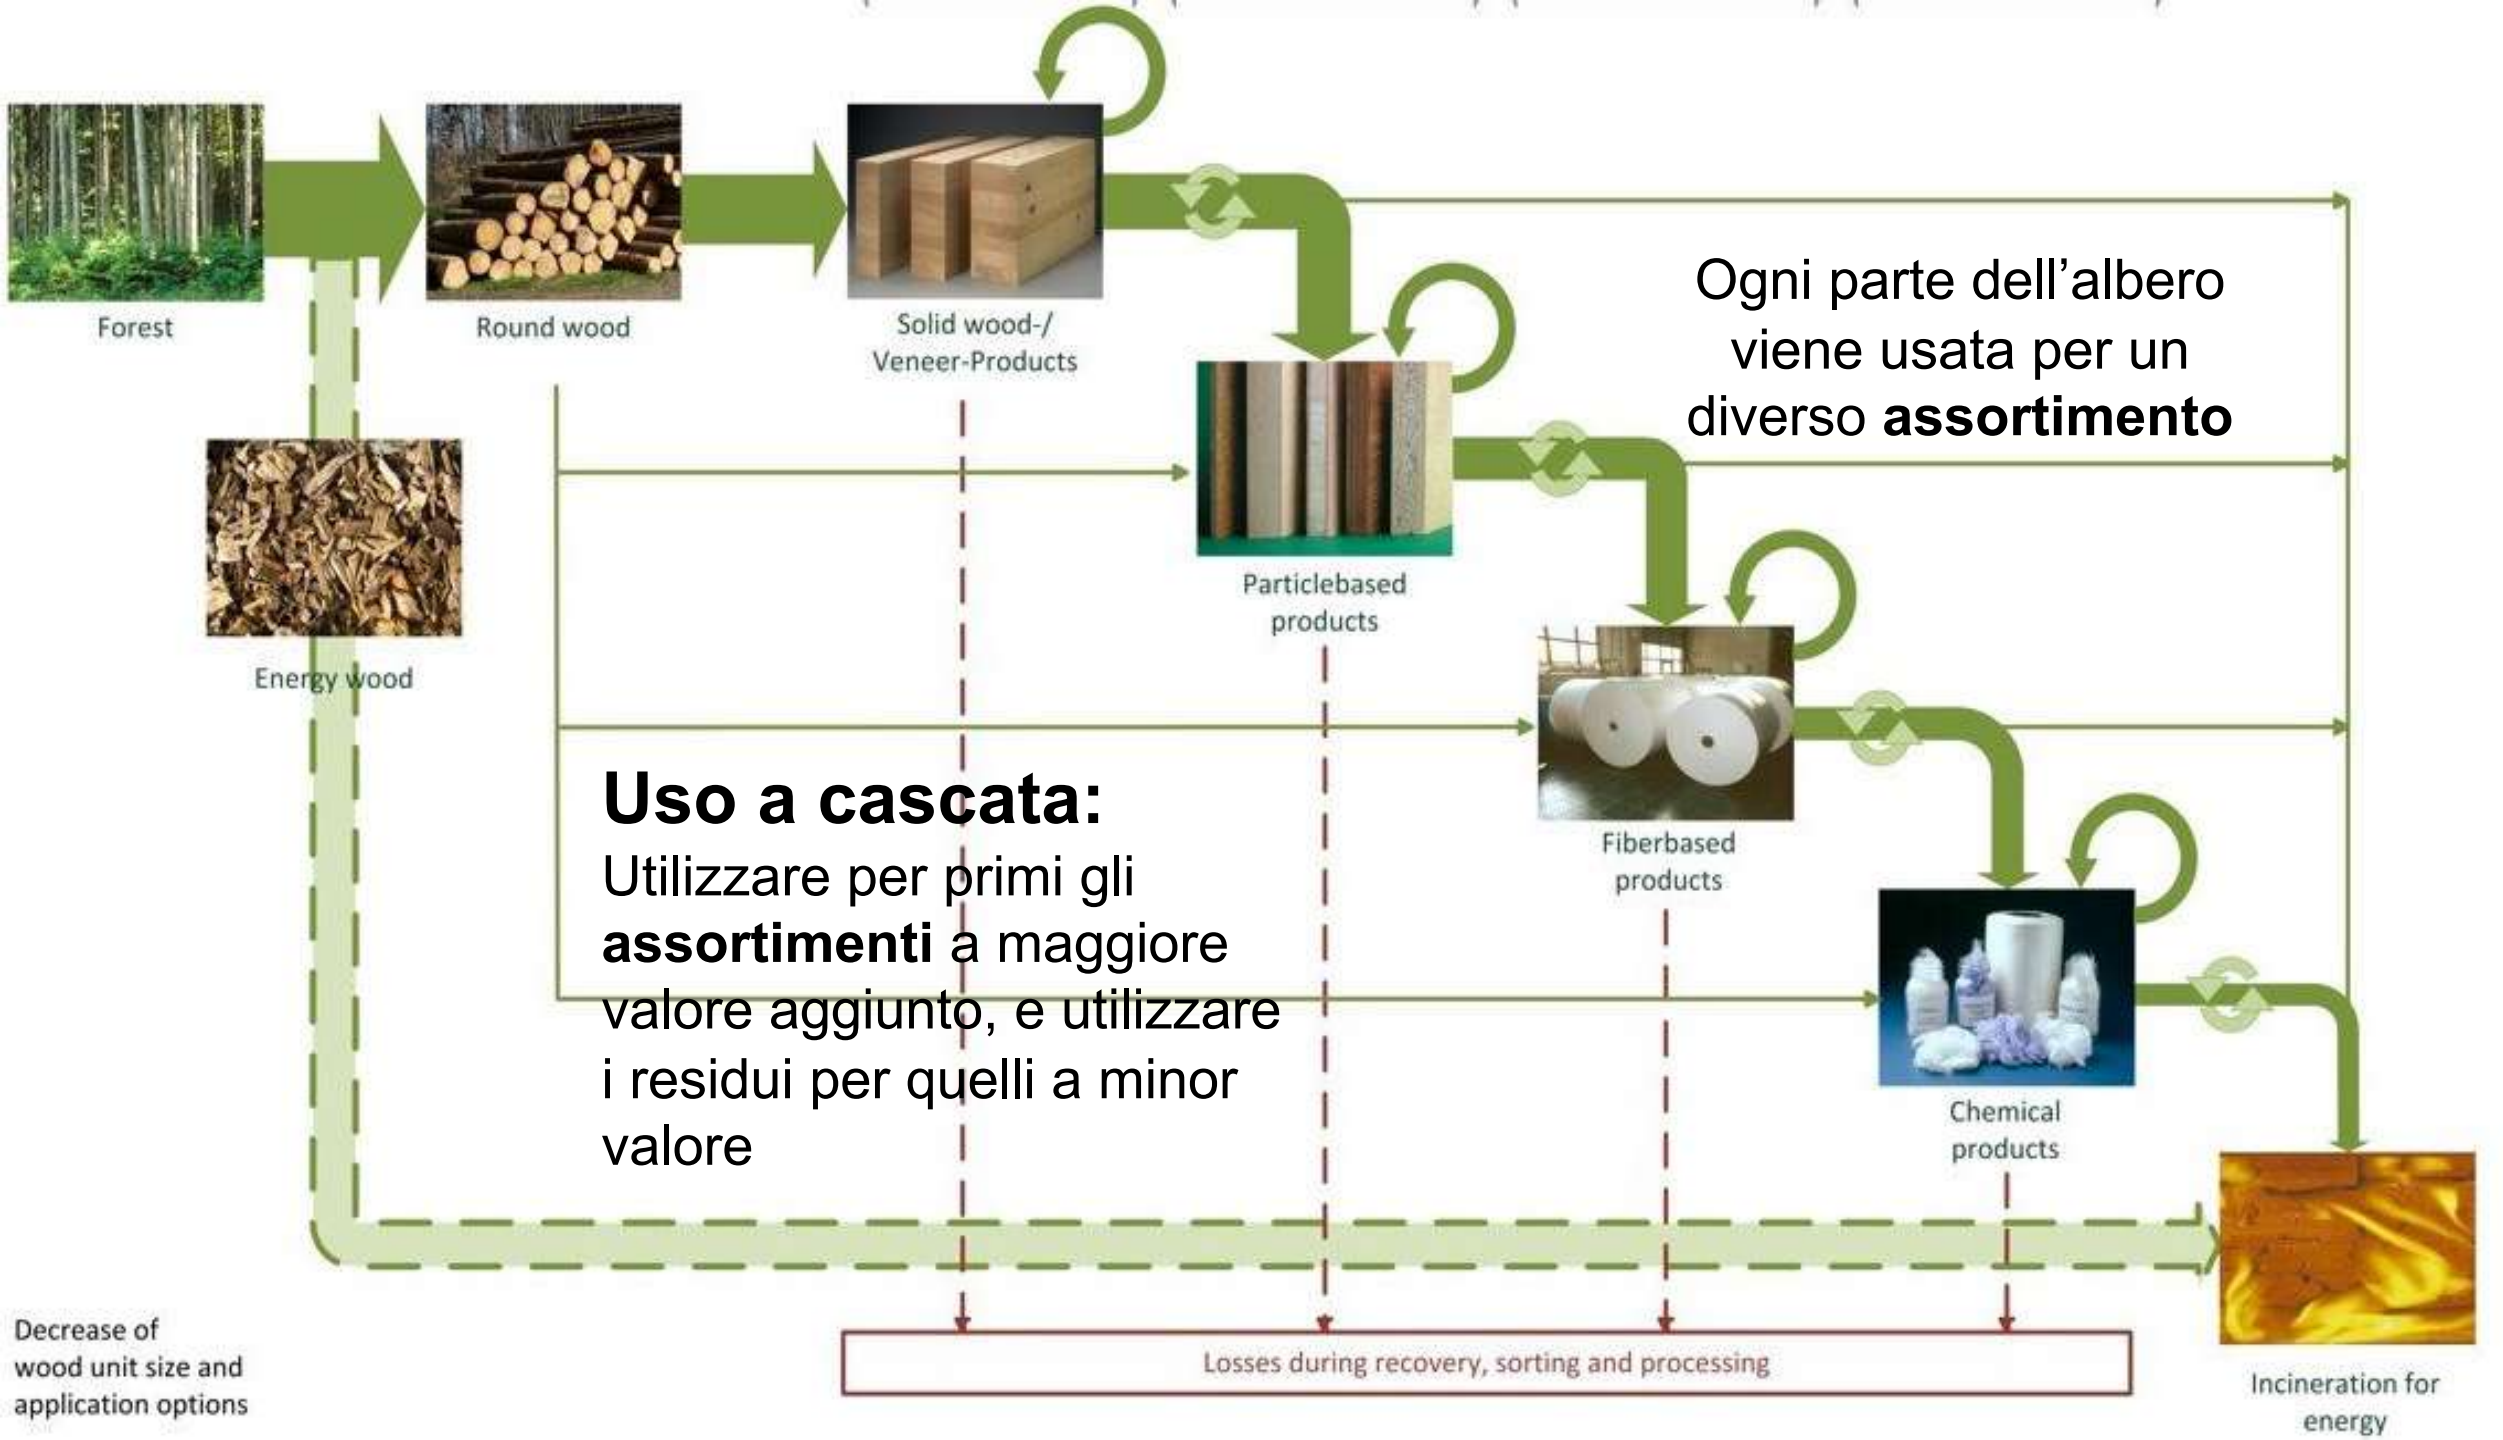 Forest
Round wood
Solid wood-/
Veneer-Products
Ogni parte dell’albero
viene usata per un
diverso assortimento
Energy wood
Particlebased
products
Uso a cascata:
Utilizzare per primi gli
assortimenti a maggiore
valore aggiunto, e utilizzare
i residui per quelli a minor
valore
Fiberbased
products
Chemical
products
Decrease of
wood unit size and
application options
Losses during recovery, sorting and processing
Incineration for
energy